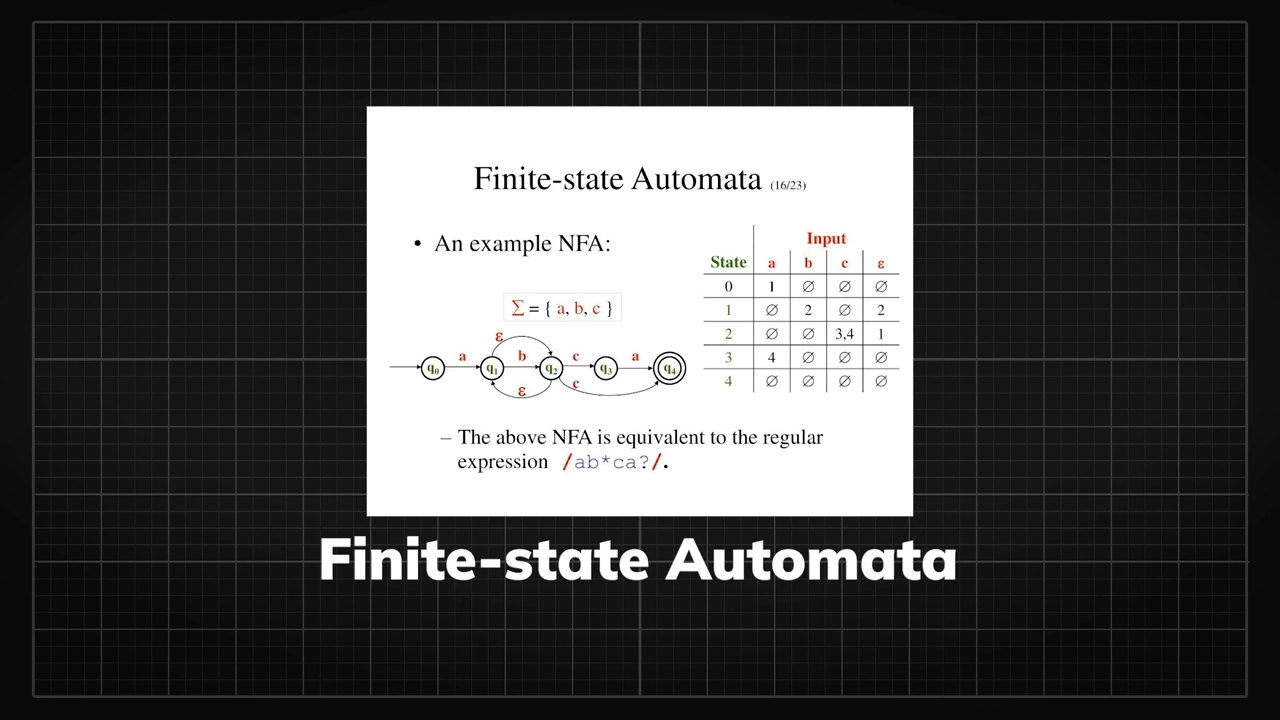 Finite-state Automata (16/23)
• An example NFA:
Σ = { a, b, c }
ε
a b c a
q0 q1 q2 q3 q4
ε c
Input
State a b c ε
0 1 ∅ ∅ ∅
1 ∅ 2 ∅ 2
2 ∅ ∅ 3,4 1
3 4 ∅ ∅ ∅
4 ∅ ∅ ∅ ∅
– The above NFA is equivalent to the regular
expression /ab*ca?/.
Finite-state Automata